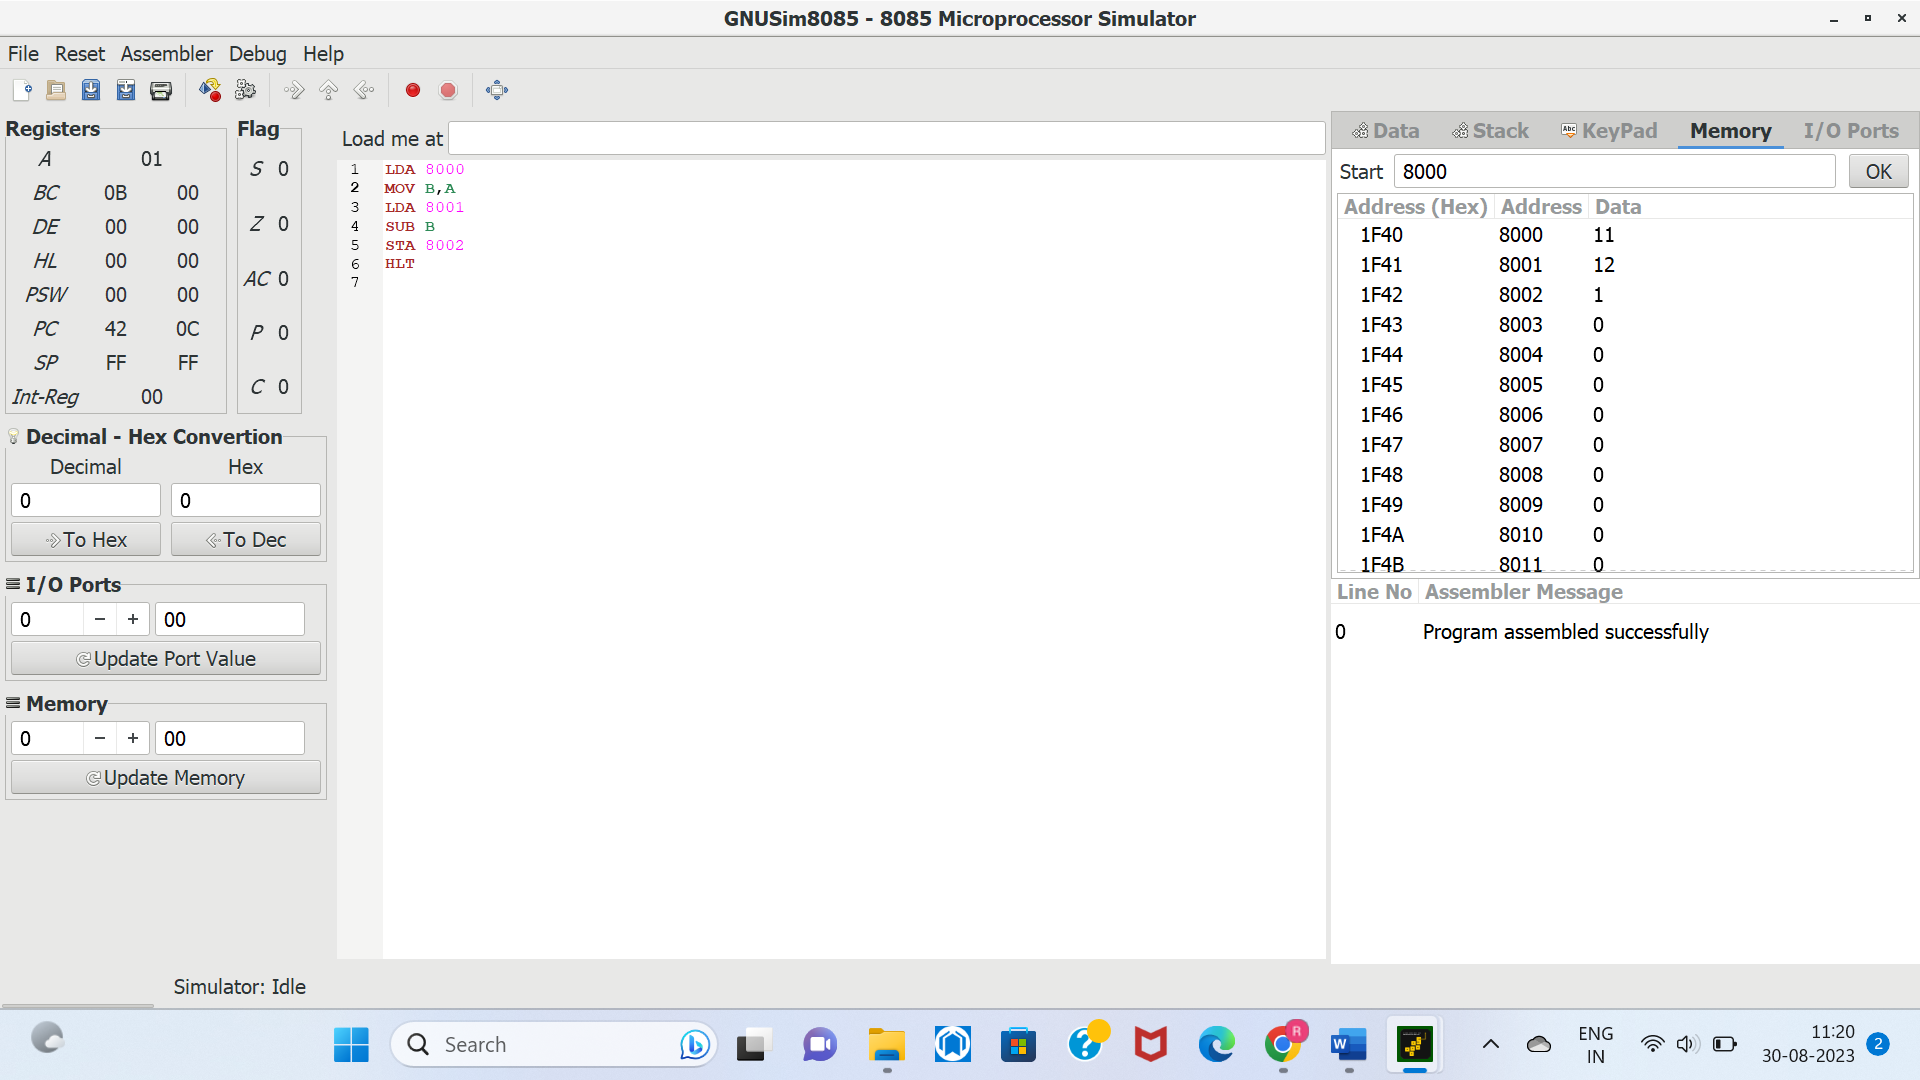 GNUSim8085 - 8085 Microprocessor Simulator
File Reset Assembler Debug Help
Registers
A 01
BC 0B 00
DE 00 00
HL 00 00
PSW 00 00
PC 42 0C
SP FF FF
Int-Reg 00
Flag
S 0
Z 0
AC 0
P 0
C 0
Decimal - Hex Convertion
Decimal Hex
0 0
To Hex To Dec
I/O Ports
0 − + 00
Update Port Value
Memory
0 − + 00
Update Memory
Load me at
1 LDA 8000
2 MOV B,A
3 LDA 8001
4 SUB B
5 STA 8002
6 HLT
7
Data Stack Abc KeyPad Memory I/O Ports
Start 8000 OK
Address (Hex) Address Data
1F40 8000 11
1F41 8001 12
1F42 8002 1
1F43 8003 0
1F44 8004 0
1F45 8005 0
1F46 8006 0
1F47 8007 0
1F48 8008 0
1F49 8009 0
1F4A 8010 0
1F4B 8011 0
Line No Assembler Message
0 Program assembled successfully
Simulator: Idle
Search
R
W
ENG
IN
11:20
30-08-2023
2